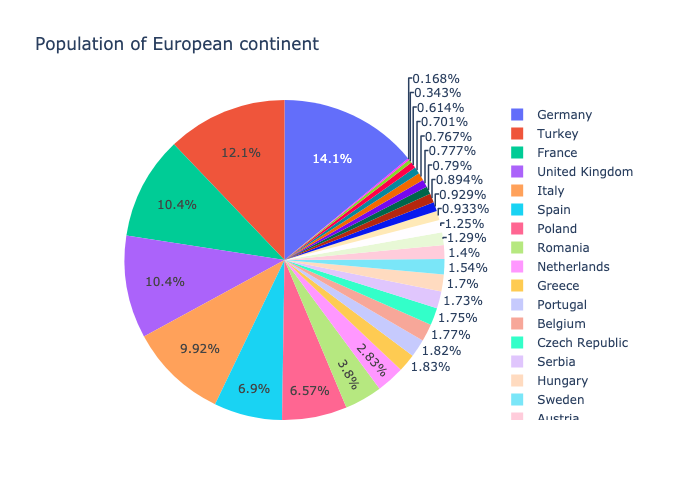 Population of European continent
14.1%
12.1%
10.4%
10.4%
9.92%
6.9%
6.57%
3.8%
2.83%
0.168%
0.343%
0.614%
0.701%
0.767%
0.777%
0.79%
0.894%
0.929%
0.933%
1.25%
1.29%
1.4%
1.54%
1.7%
1.73%
1.75%
1.77%
1.82%
1.83%
Germany
Turkey
France
United Kingdom
Italy
Spain
Poland
Romania
Netherlands
Greece
Portugal
Belgium
Czech Republic
Serbia
Hungary
Sweden
Austria